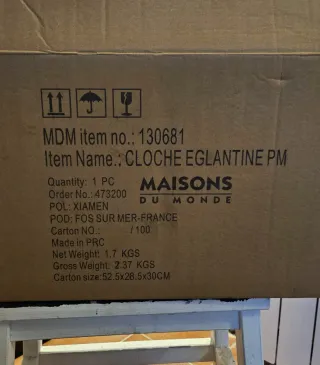 MDM item no.: 130681
Item Name.: CLOCHE EGLANTINE PM
Quantity: 1 PC
Order No.: 473200
MAISONS
DU MONDE
POL: XIAMEN
POD: FOS SUR MER-FRANCE
Carton NO.: / 100
Made in PRC
Net Weight: 1.7 KGS
Gross Weight: 2.37 KGS
Carton size: 52.5x28.5x30CM